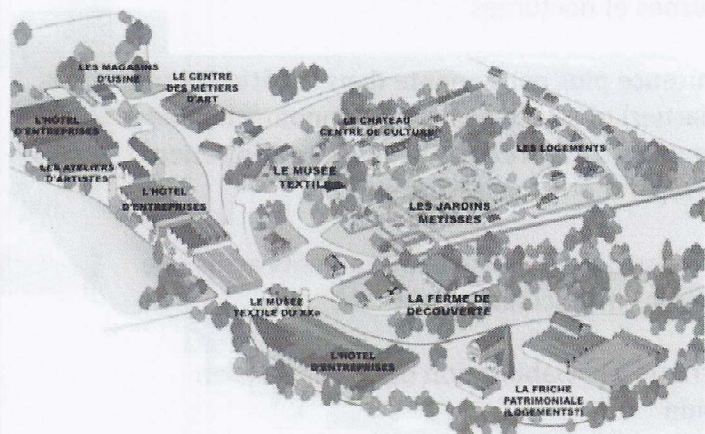 LES MAGASINS
D'USINE
LE CENTRE
DES MÉTIERS
D'ART
L'HÔTEL
D'ENTREPRISES
LE CHATEAU
CENTRE DE CULTURE
LES LOGEMENTS
LES ATELIERS
D'ARTISTES
LE MUSÉE
TEXTILE
L'HÔTEL
D'ENTREPRISES
LES JARDINS
METISSÉS
LE MUSÉE
TEXTILE DU XXe
LA FERME DE
DÉCOUVERTE
L'HÔTEL
D'ENTREPRISES
LA FRICHE
PATRIMONIALE
(LOGEMENTS?)